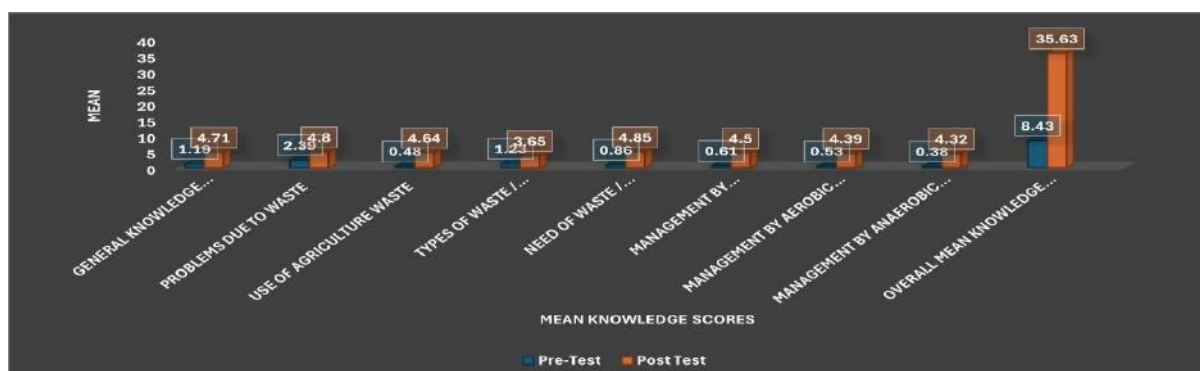 40
35
30
25
20
15
10
5
0
MEAN
1.19
4.71
2.39
4.8
0.48
4.64
1.23
3.65
0.86
4.85
0.61
4.5
0.53
4.39
0.38
4.32
8.43
35.63
GENERAL KNOWLEDGE...
PROBLEMS DUE TO WASTE
USE OF AGRICULTURE WASTE
TYPES OF WASTE /...
NEED OF WASTE /...
MANAGEMENT BY...
MANAGEMENT BY AEROBIC...
MANAGEMENT BY ANAEROBIC...
OVERALL MEAN KNOWLEDGE...
MEAN KNOWLEDGE SCORES
Pre-Test Post Test